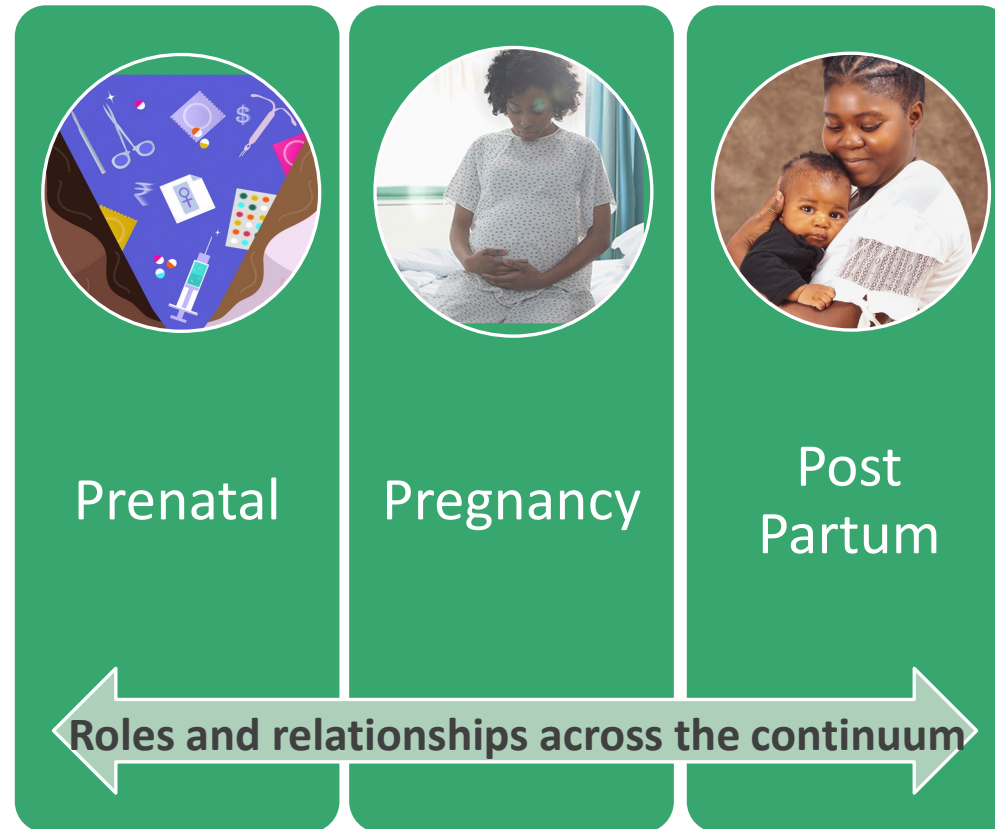 $
₹
Prenatal
Pregnancy
Post
Partum
Roles and relationships across the continuum